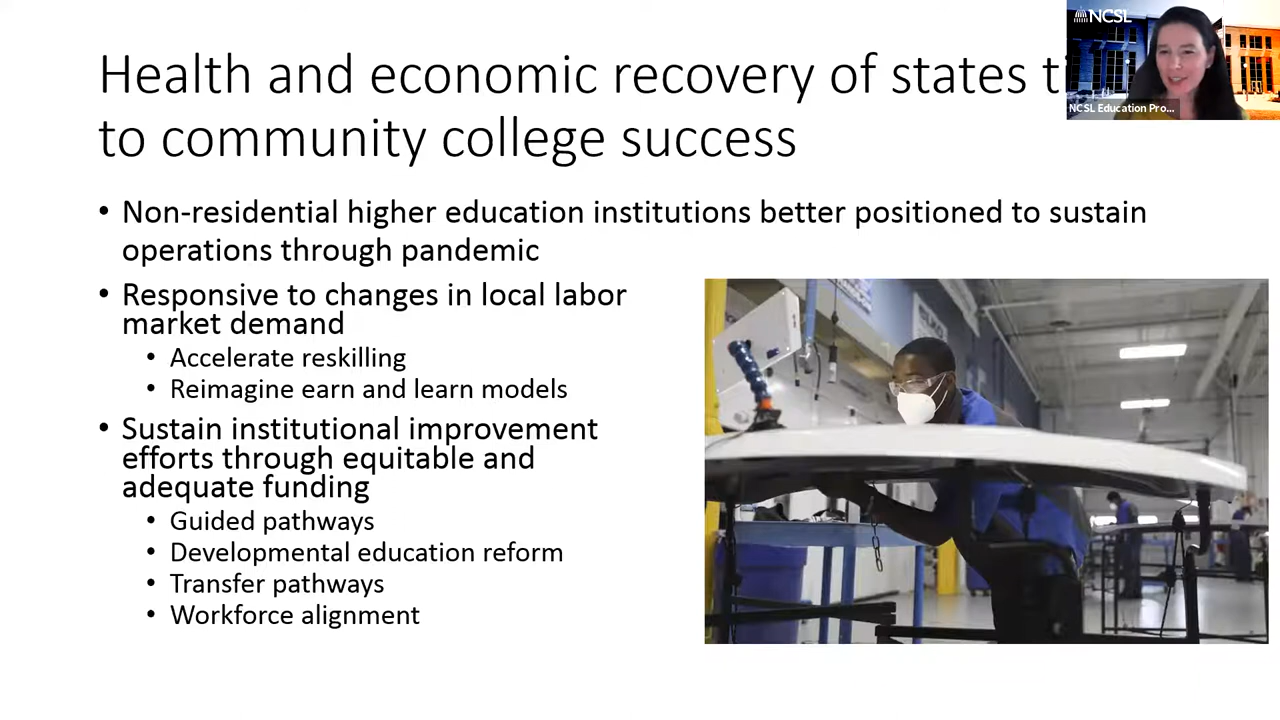 NCSL
Health and economic recovery of states
to community college success
NCSL Education Pro...
• Non-residential higher education institutions better positioned to sustain
operations through pandemic
• Responsive to changes in local labor
market demand
• Accelerate reskilling
• Reimagine earn and learn models
• Sustain institutional improvement
efforts through equitable and
adequate funding
• Guided pathways
• Developmental education reform
• Transfer pathways
• Workforce alignment